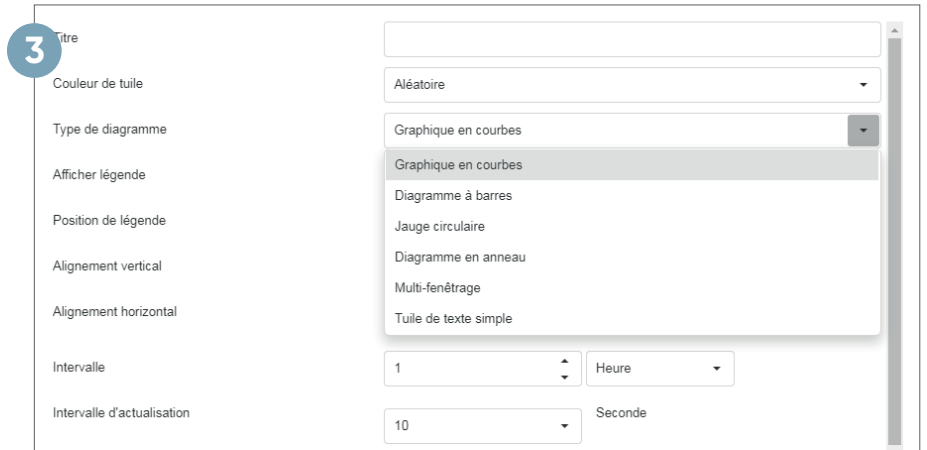 3
Titre
Couleur de tuile Aléatoire
Type de diagramme Graphique en courbes
Afficher légende Graphique en courbes
Diagramme à barres
Position de légende Jauge circulaire
Alignement vertical Diagramme en anneau
Multi-fenêtrage
Alignement horizontal Tuile de texte simple
Intervalle 1 Heure
Intervalle d'actualisation 10 Seconde